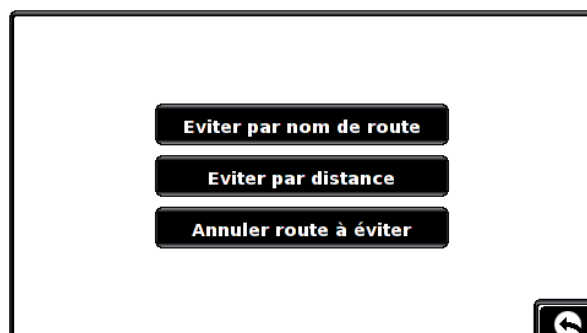 Eviter par nom de route
Eviter par distance
Annuler route à éviter